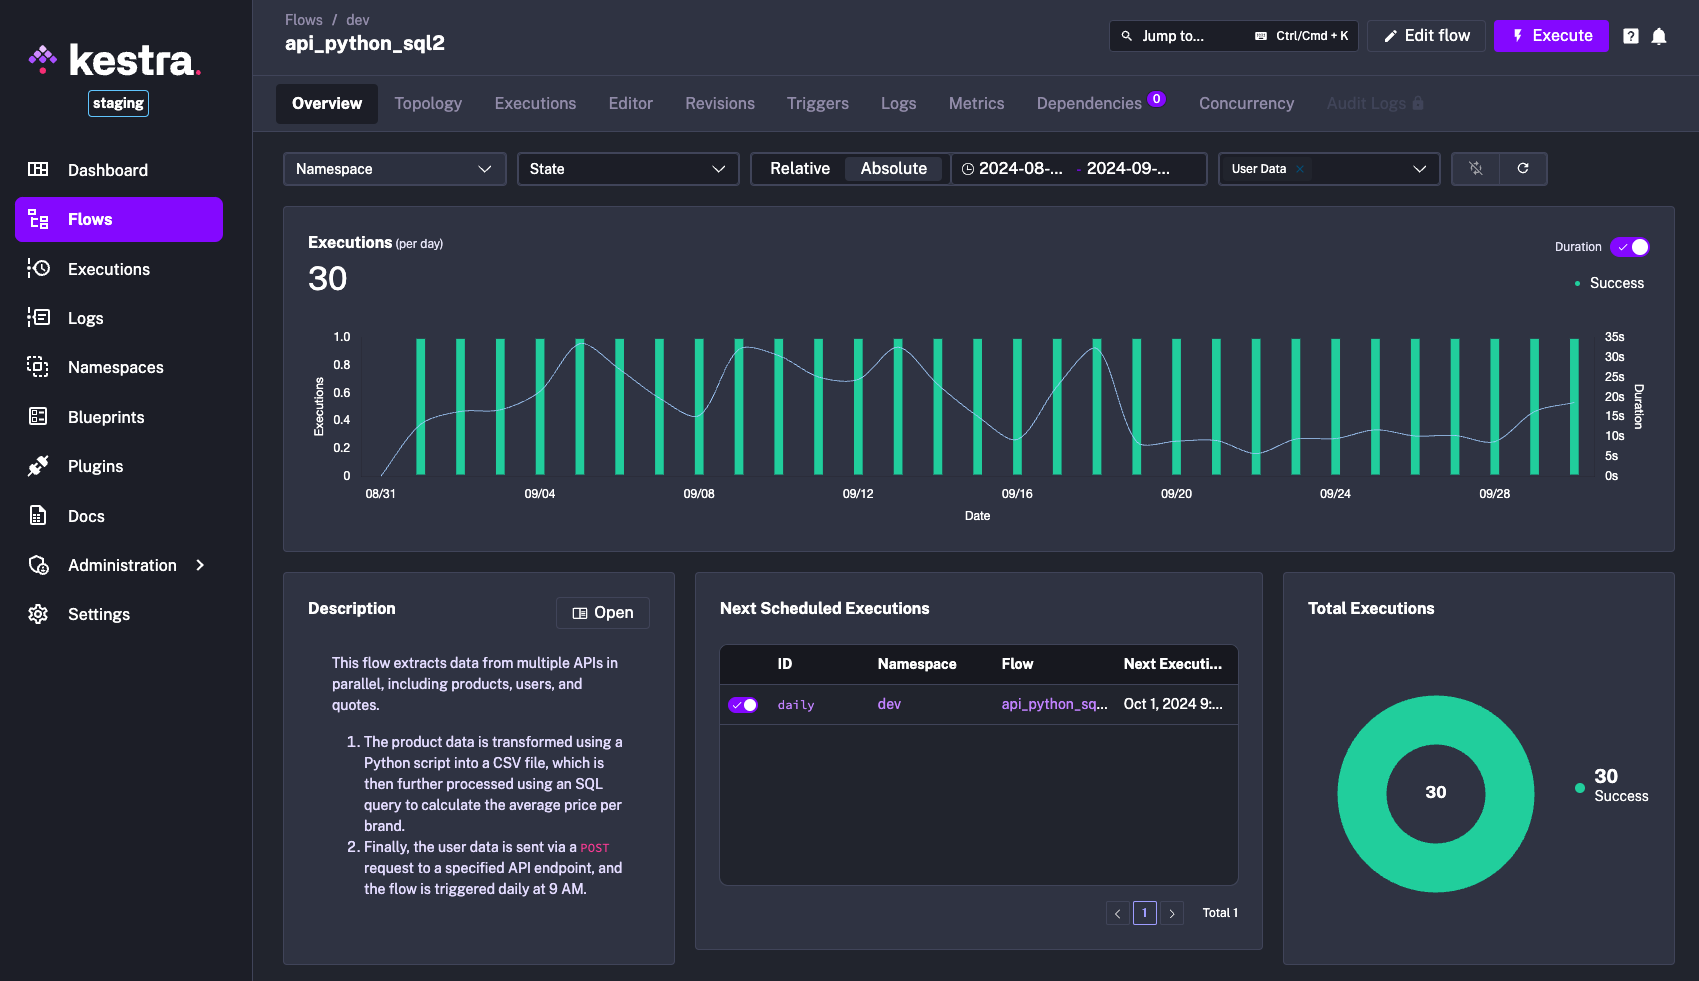 kestra.
staging
Dashboard
Flows
Executions
Logs
Namespaces
Blueprints
Plugins
Docs
Administration
Settings
Flows / dev
api_python_sql2
Jump to... Ctrl/Cmd + K
Edit flow
Execute
Overview Topology Executions Editor Revisions Triggers Logs Metrics Dependencies 0 Concurrency Audit Logs
Namespace
State
Relative Absolute
2024-08-... - 2024-09-...
User Data
Executions (per day)
30
Duration
Success
Executions
1.0
0.8
0.6
0.4
0.2
0
35s
30s
25s
20s
15s
10s
5s
0s
Duration
08/31 09/04 09/08 09/12 09/16 09/20 09/24 09/28
Date
Description
Open
This flow extracts data from multiple APIs in
parallel, including products, users, and
quotes.
1. The product data is transformed using a
Python script into a CSV file, which is
then further processed using an SQL
query to calculate the average price per
brand.
2. Finally, the user data is sent via a POST
request to a specified API endpoint, and
the flow is triggered daily at 9 AM.
Next Scheduled Executions
ID Namespace Flow Next Executi...
daily dev api_python_sq... Oct 1, 2024 9:...
1
Total 1
Total Executions
30
30
Success